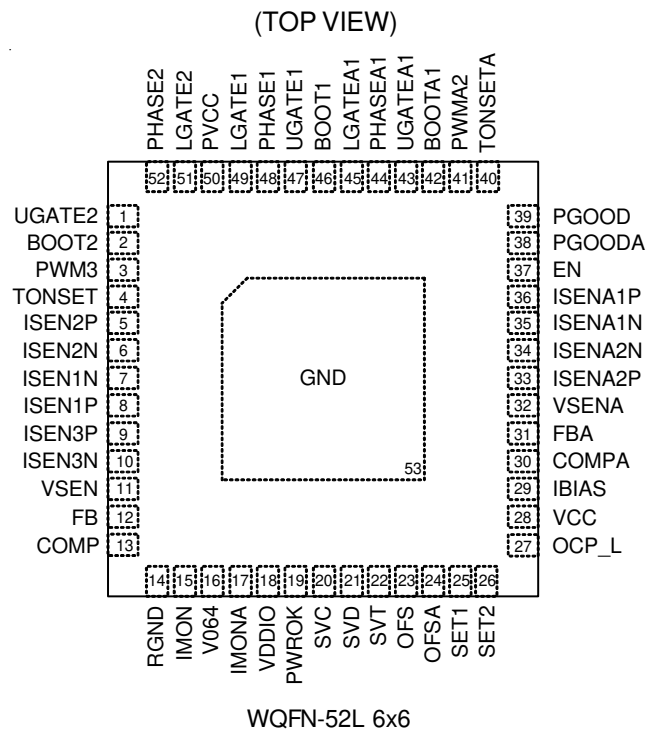 (TOP VIEW)
PHASE2
LGATE2
PVCC
LGATE1
PHASE1
UGATE1
BOOT1
LGATEA1
PHASEA1
UGATEA1
BOOTA1
PWMA2
TONSETA
52 51 50 49 48 47 46 45 44 43 42 41 40
UGATE2 1
BOOT2 2
PWM3 3
TONSET 4
ISEN2P 5
ISEN2N 6
ISEN1N 7
ISEN1P 8
ISEN3P 9
ISEN3N 10
VSEN 11
FB 12
COMP 13
GND
53
39 PGOOD
38 PGOODA
37 EN
36 ISENA1P
35 ISENA1N
34 ISENA2N
33 ISENA2P
32 VSENA
31 FBA
30 COMPA
29 IBIAS
28 VCC
27 OCP_L
14 15 16 17 18 19 20 21 22 23 24 25 26
RGND
IMON
V064
IMONA
VDDIO
PWROK
SVC
SVD
SVT
OFS
OFSA
SET1
SET2
WQFN-52L 6x6